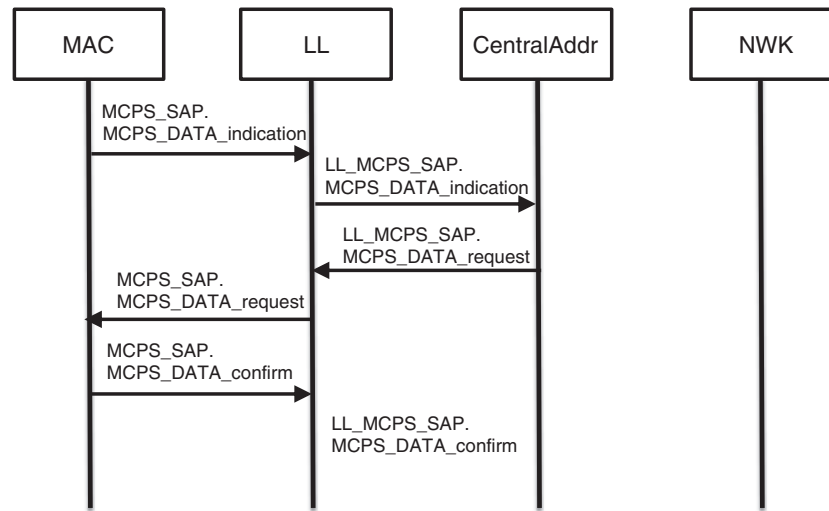 MAC
LL
CentralAddr
NWK
MCPS_SAP.
MCPS_DATA_indication
LL_MCPS_SAP.
MCPS_DATA_indication
LL_MCPS_SAP.
MCPS_DATA_request
MCPS_SAP.
MCPS_DATA_request
MCPS_SAP.
MCPS_DATA_confirm
LL_MCPS_SAP.
MCPS_DATA_confirm